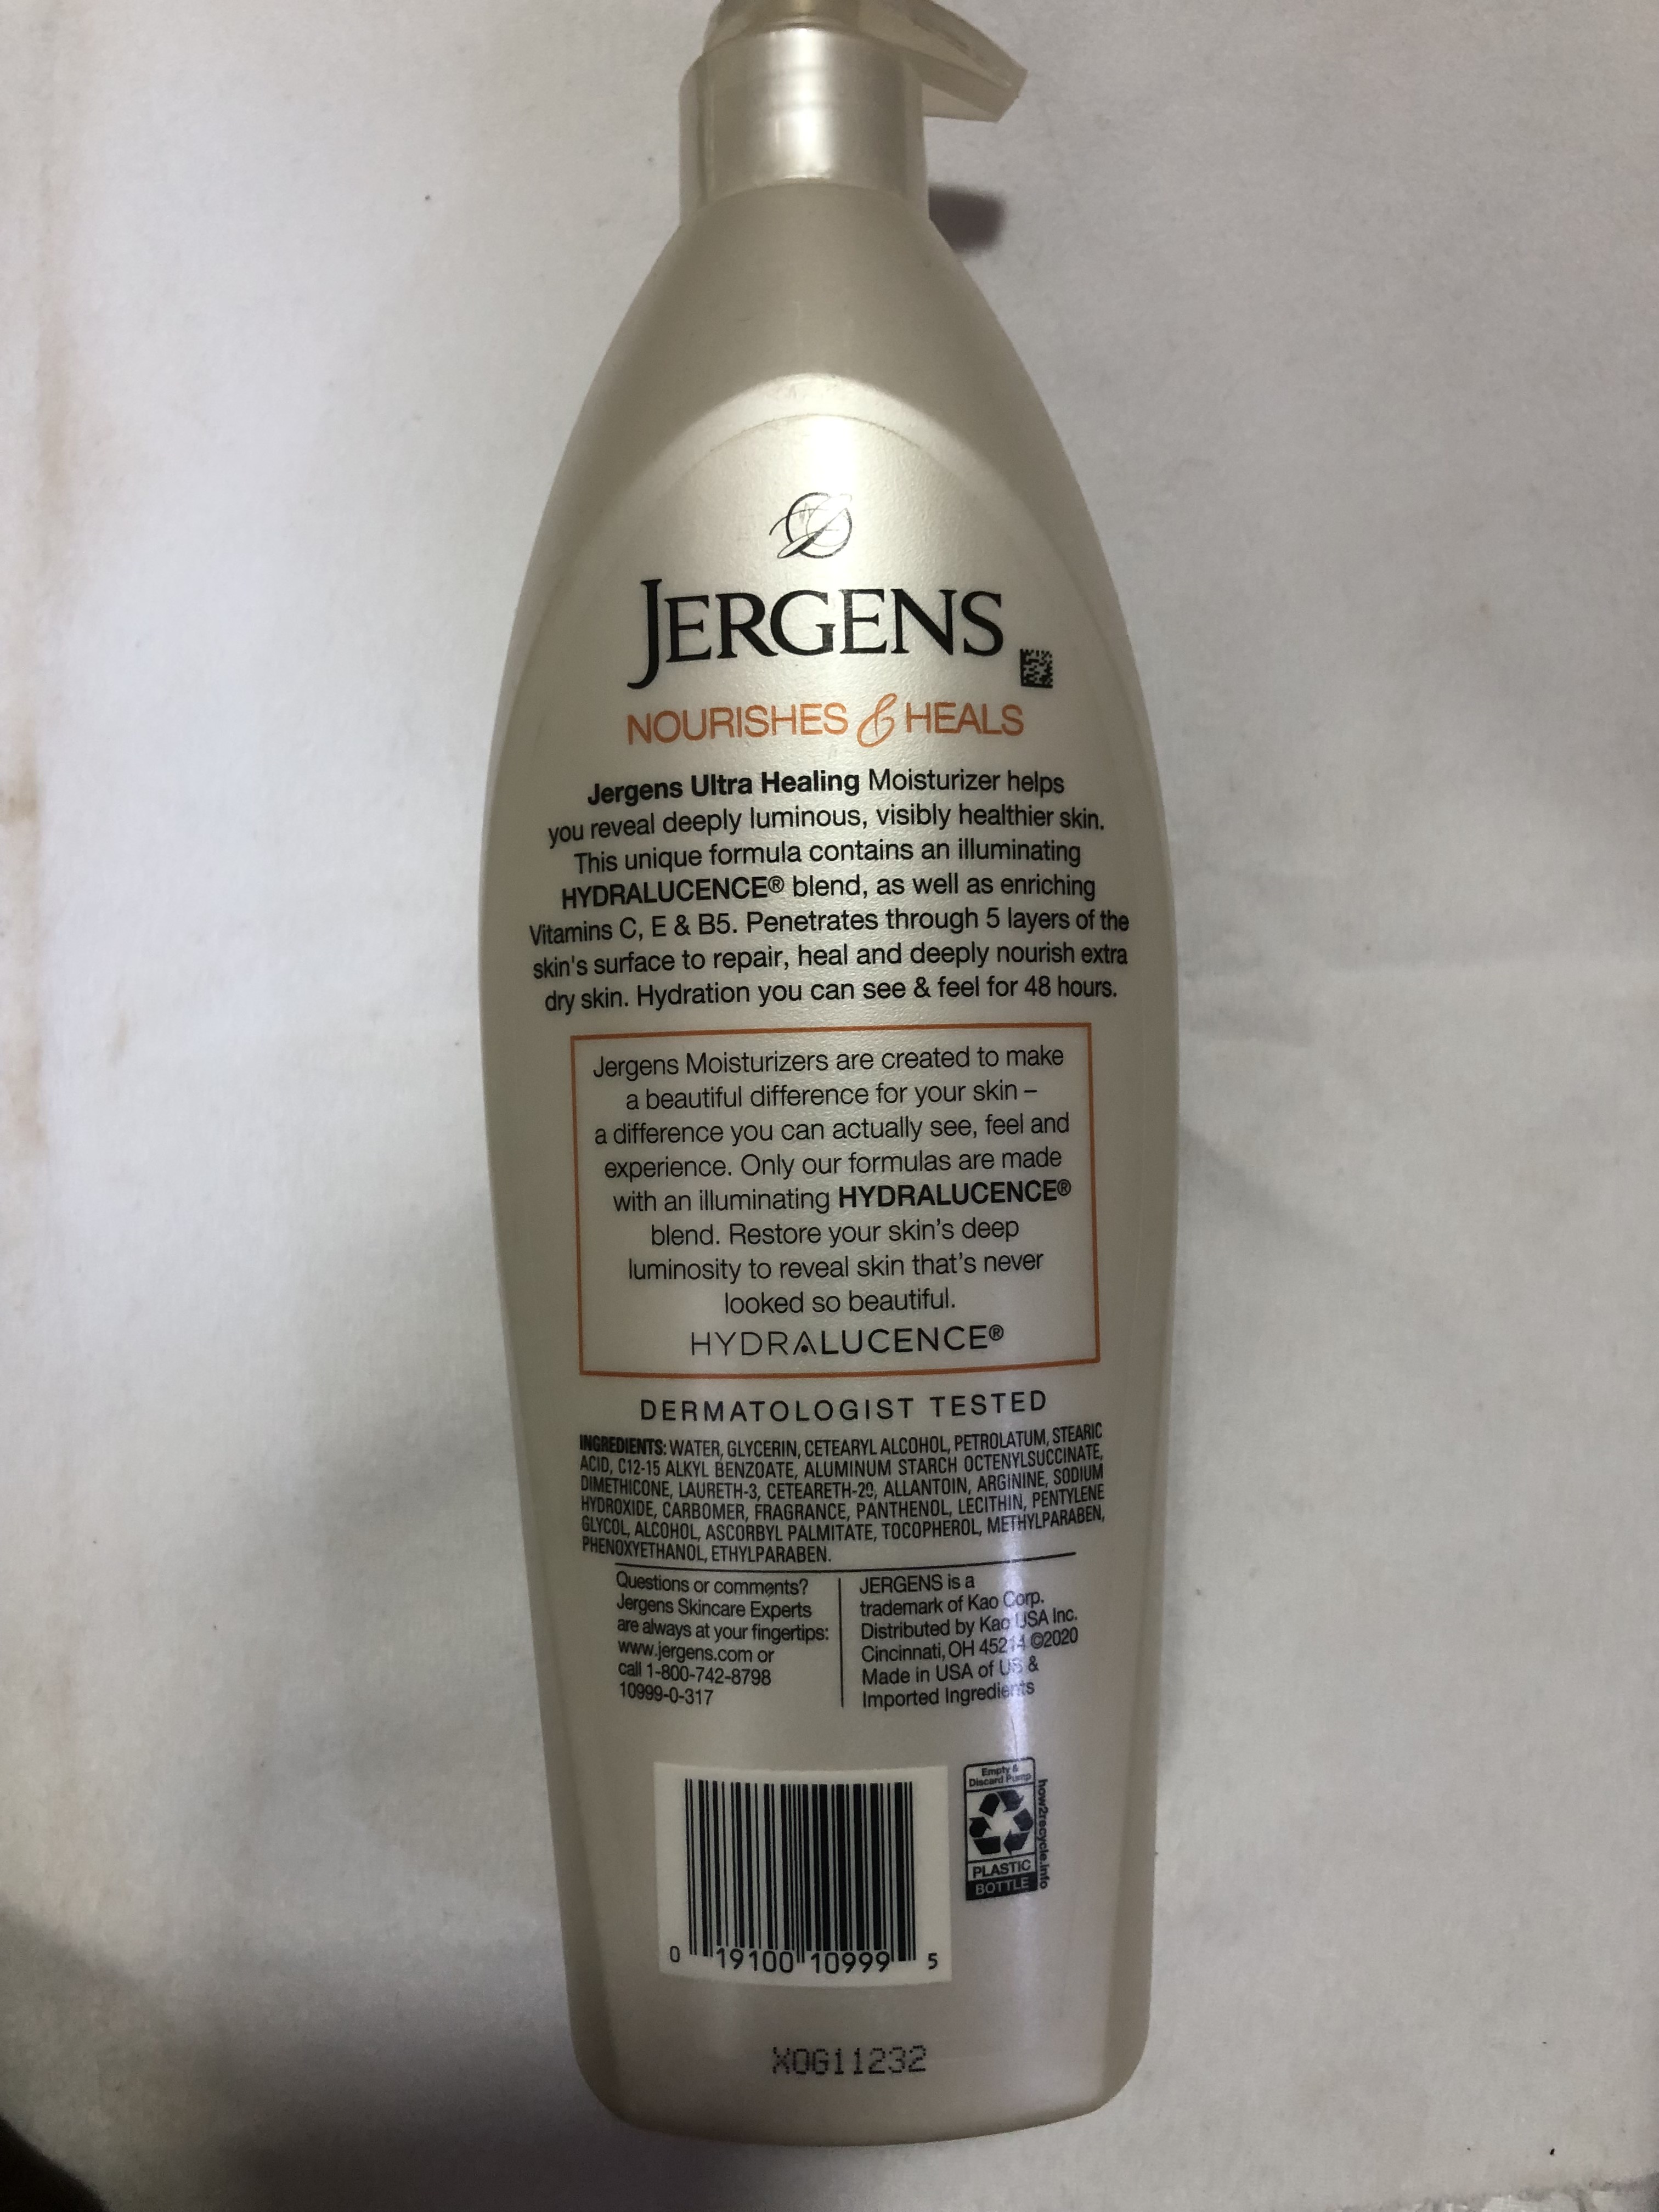 JERGENS
NOURISHES & HEALS
Jergens Ultra Healing Moisturizer helps
you reveal deeply luminous, visibly healthier skin.
This unique formula contains an illuminating
HYDRALUCENCE® blend, as well as enriching
Vitamins C, E & B5. Penetrates through 5 layers of the
skin's surface to repair, heal and deeply nourish extra
dry skin. Hydration you can see & feel for 48 hours.
Jergens Moisturizers are created to make
a beautiful difference for your skin –
a difference you can actually see, feel and
experience. Only our formulas are made
with an illuminating HYDRALUCENCE®
blend. Restore your skin's deep
luminosity to reveal skin that's never
looked so beautiful.
HYDRALUCENCE®
DERMATOLOGIST TESTED
INGREDIENTS: WATER, GLYCERIN, CETEARYL ALCOHOL, PETROLATUM, STEARIC
ACID, C12-15 ALKYL BENZOATE, ALUMINUM STARCH OCTENYLSUCCINATE,
DIMETHICONE, LAURETH-3, CETEARETH-20, ALLANTOIN, ARGININE, SODIUM
HYDROXIDE, CARBOMER, FRAGRANCE, PANTHENOL, LECITHIN, PENTYLENE
GLYCOL, ALCOHOL, ASCORBYL PALMITATE, TOCOPHEROL, METHYLPARABEN,
PHENOXYETHANOL, ETHYLPARABEN.
Questions or comments?
Jergens Skincare Experts
are always at your fingertips:
www.jergens.com or
call 1-800-742-8798
10999-0-317
JERGENS is a
trademark of Kao Corp.
Distributed by Kao USA Inc.
Cincinnati, OH 45214 ©2020
Made in USA of US &
Imported Ingredients
Empty &
Discard Pump
PLASTIC
BOTTLE
how2recycle.info
0 19100 10999 5
X0G11232